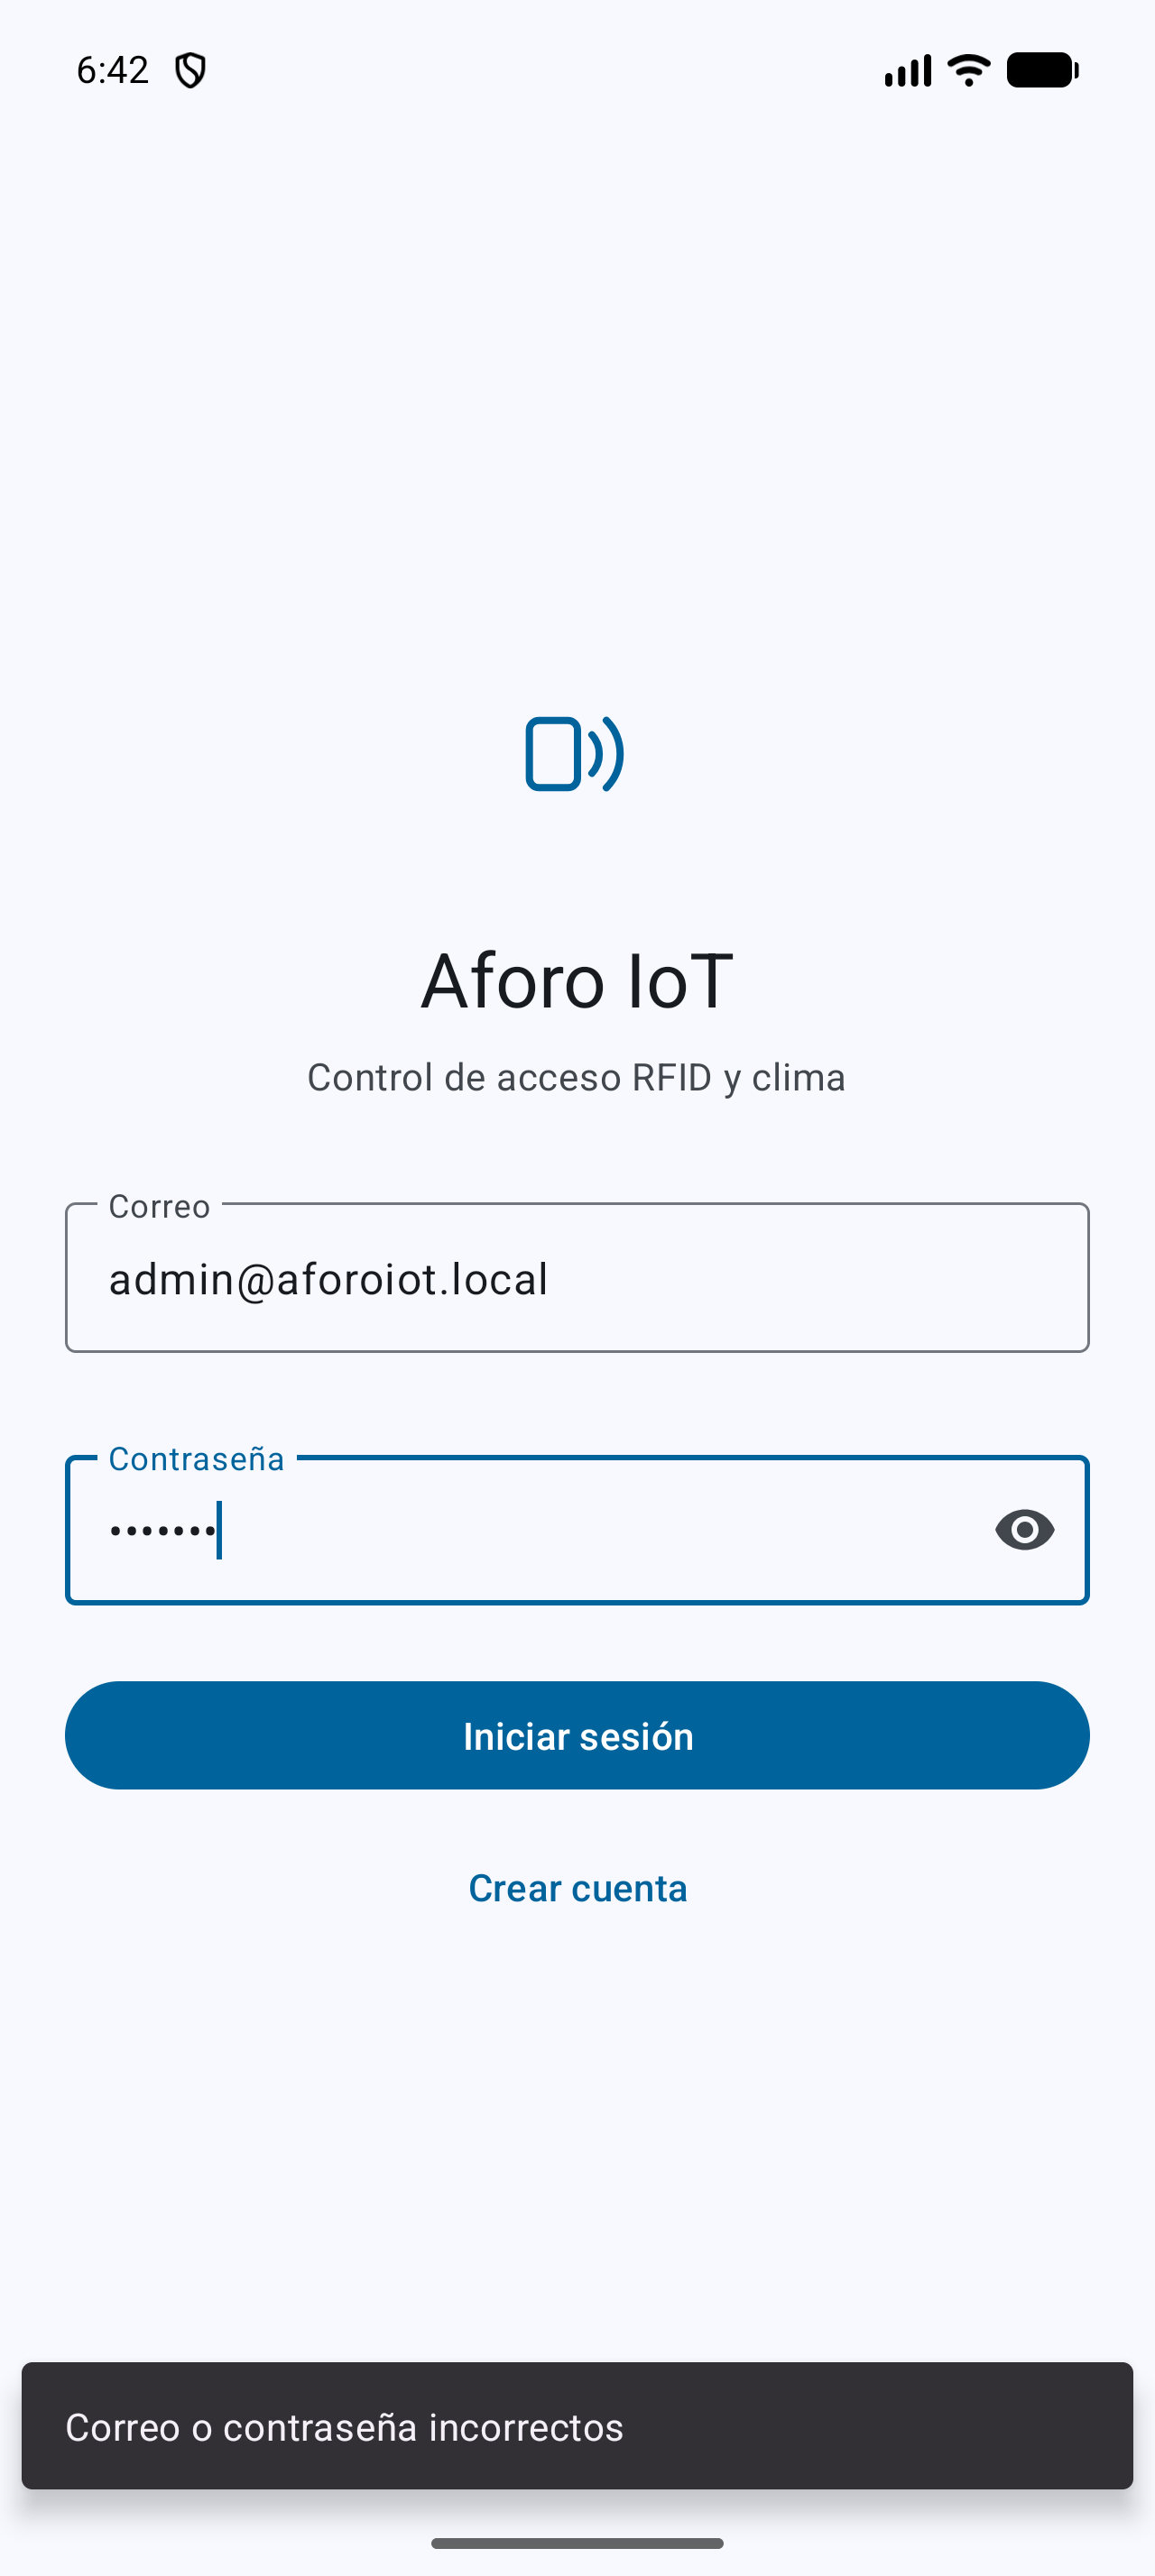 6:42
Aforo IoT
Control de acceso RFID y clima
Correo
admin@aforoiot.local
Contraseña
•••••••
Iniciar sesión
Crear cuenta
Correo o contraseña incorrectos